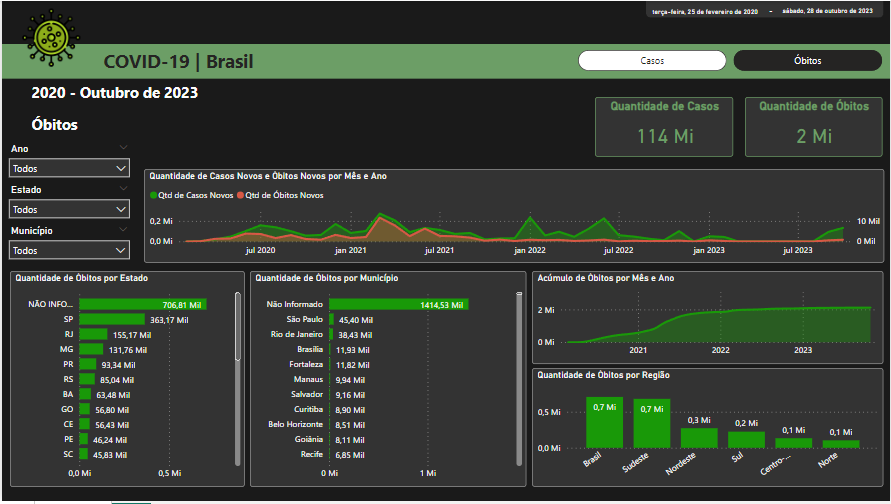 terça-feira, 25 de fevereiro de 2020 - sábado, 28 de outubro de 2023
COVID-19 | Brasil
Casos
Óbitos
2020 - Outubro de 2023
Óbitos
Quantidade de Casos
114 Mi
Quantidade de Óbitos
2 Mi
Ano
Todos
Estado
Todos
Município
Todos
Quantidade de Casos Novos e Óbitos Novos por Mês e Ano
Qtd de Casos Novos Qtd de Óbitos Novos
0,2 Mi
0,0 Mi
10 Mi
0 Mi
jul 2020 jan 2021 jul 2021 jan 2022 jul 2022 jan 2023 jul 2023
Quantidade de Óbitos por Estado
NÃO INFO... 706,81 Mil
SP 363,17 Mil
RJ 155,17 Mil
MG 131,76 Mil
PR 93,34 Mil
RS 85,04 Mil
BA 63,48 Mil
GO 56,80 Mil
CE 56,43 Mil
PE 46,24 Mil
SC 45,83 Mil
0,0 Mi 0,5 Mi
Quantidade de Óbitos por Município
Não Informado 1414,53 Mil
São Paulo 45,40 Mil
Rio de Janeiro 38,43 Mil
Brasília 11,93 Mil
Fortaleza 11,82 Mil
Manaus 9,94 Mil
Salvador 9,16 Mil
Curitiba 8,90 Mil
Belo Horizonte 8,51 Mil
Goiânia 8,11 Mil
Recife 6,85 Mil
0 Mi 1 Mi
Acúmulo de Óbitos por Mês e Ano
2 Mi
0 Mi
2021 2022 2023
Quantidade de Óbitos por Região
0,5 Mi
0,0 Mi
0,7 Mi 0,7 Mi 0,3 Mi 0,2 Mi 0,1 Mi 0,1 Mi
Brasil Sudeste Nordeste Sul Centro-... Norte